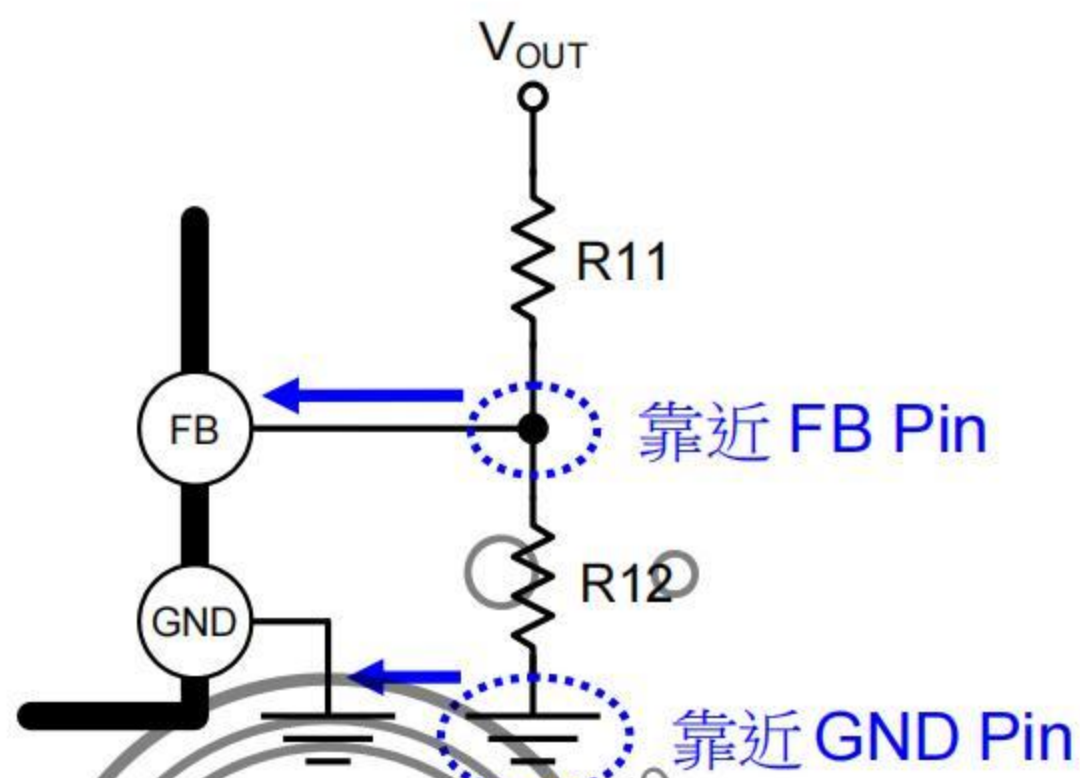 VOUT
R11
FB
靠近 FB Pin
R12
GND
靠近 GND Pin